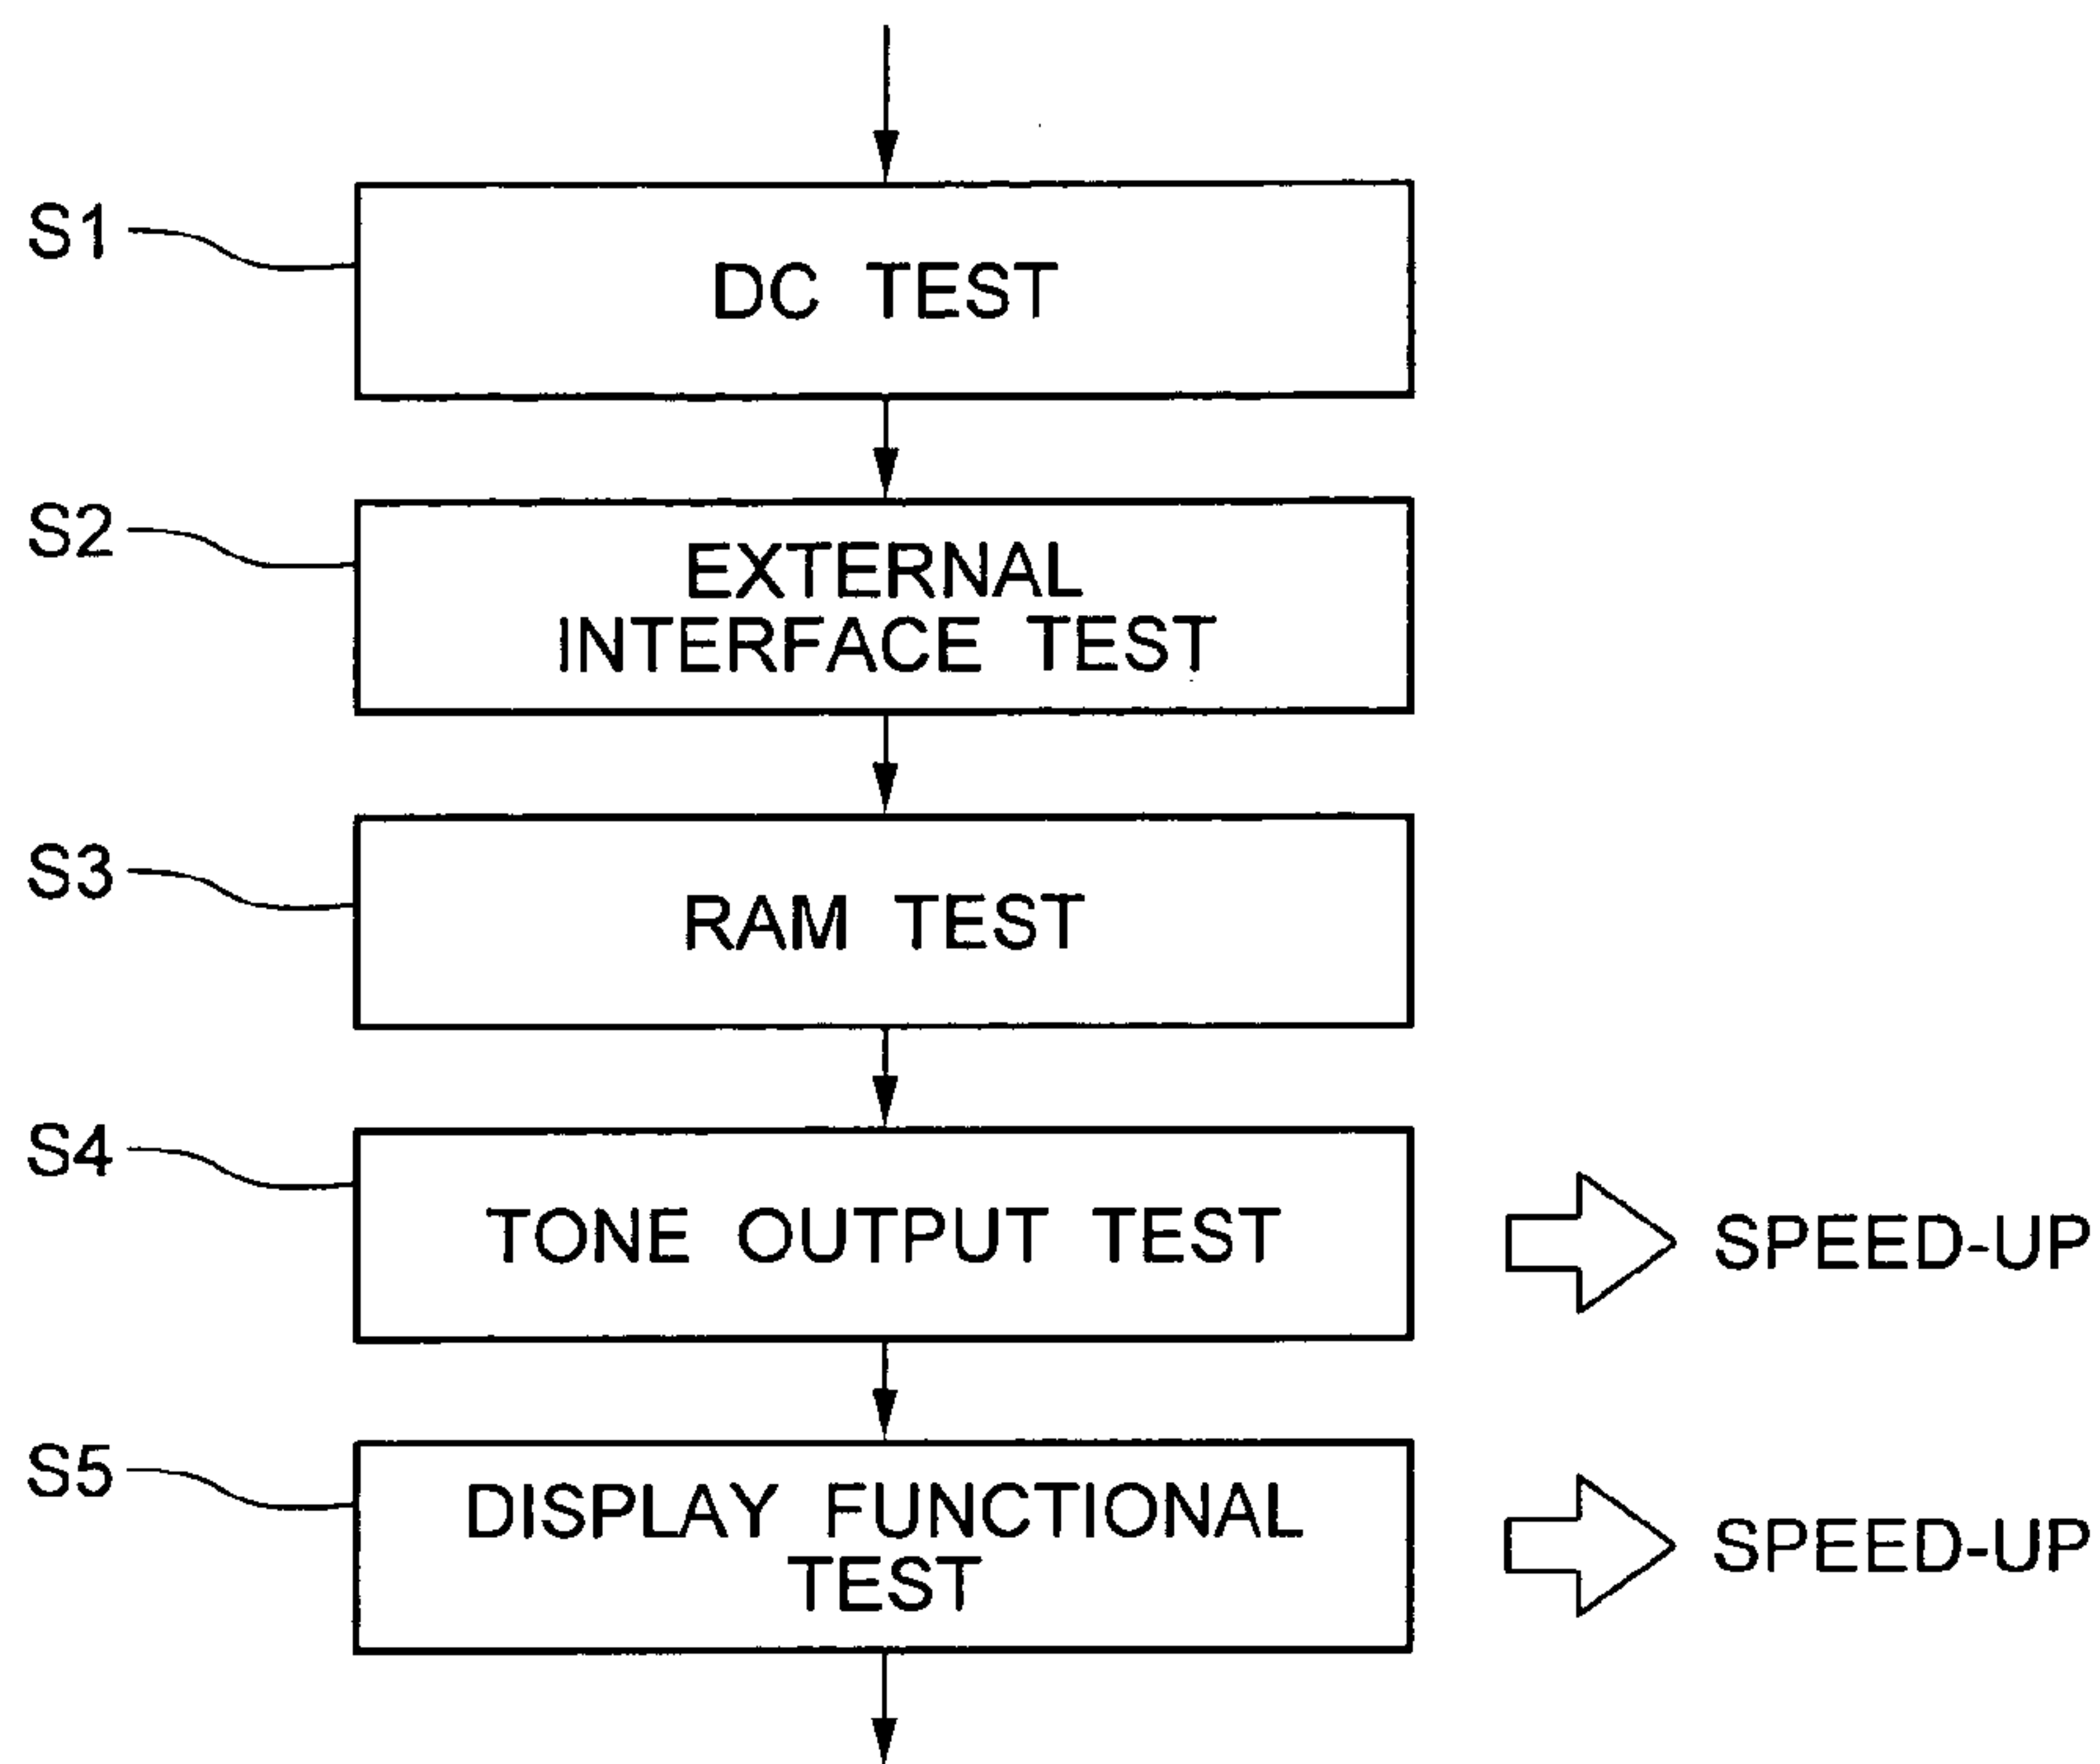 S1
DC TEST
S2
EXTERNAL
INTERFACE TEST
S3
RAM TEST
S4
TONE OUTPUT TEST
SPEED-UP
S5
DISPLAY FUNCTIONAL
TEST
SPEED-UP